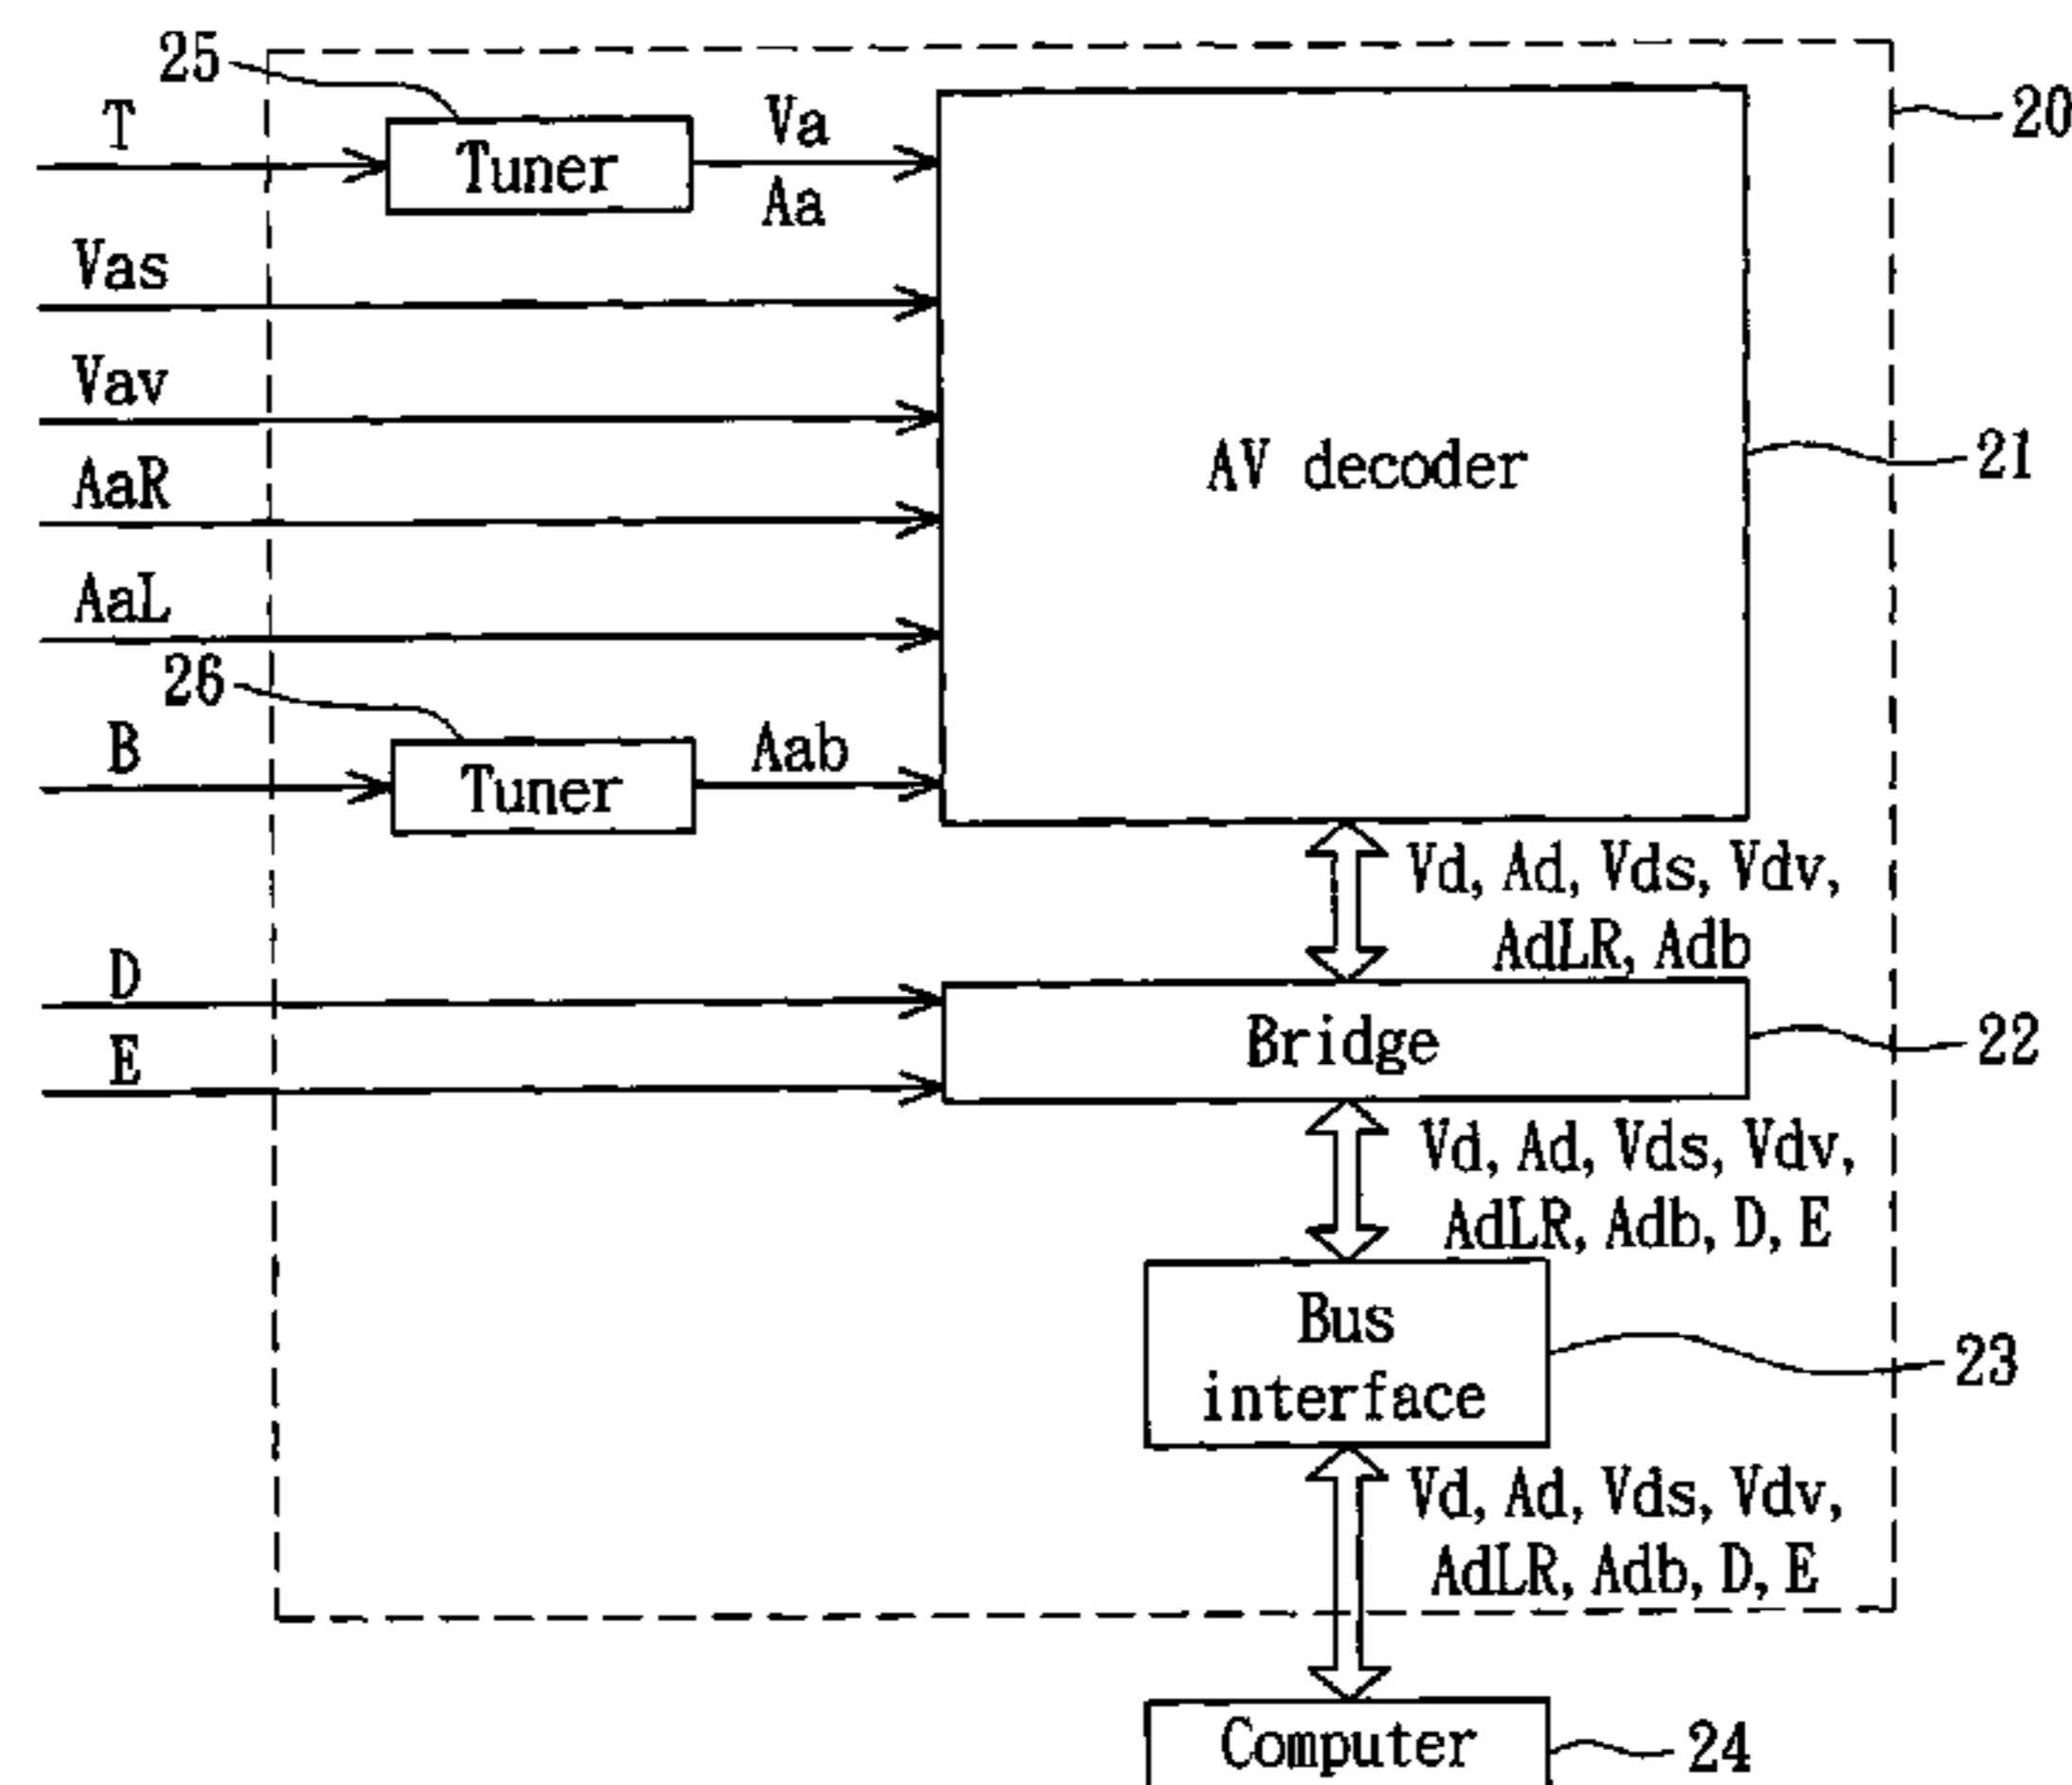 25
T
Tuner
Va
Aa
20
Vas
Vav
AaR
AaL
AV decoder
21
26
B
Tuner
Aab
Vd, Ad, Vds, Vdv,
AdLR, Adb
D
E
Bridge
22
Vd, Ad, Vds, Vdv,
AdLR, Adb, D, E
Bus
interface
23
Vd, Ad, Vds, Vdv,
AdLR, Adb, D, E
Computer
24